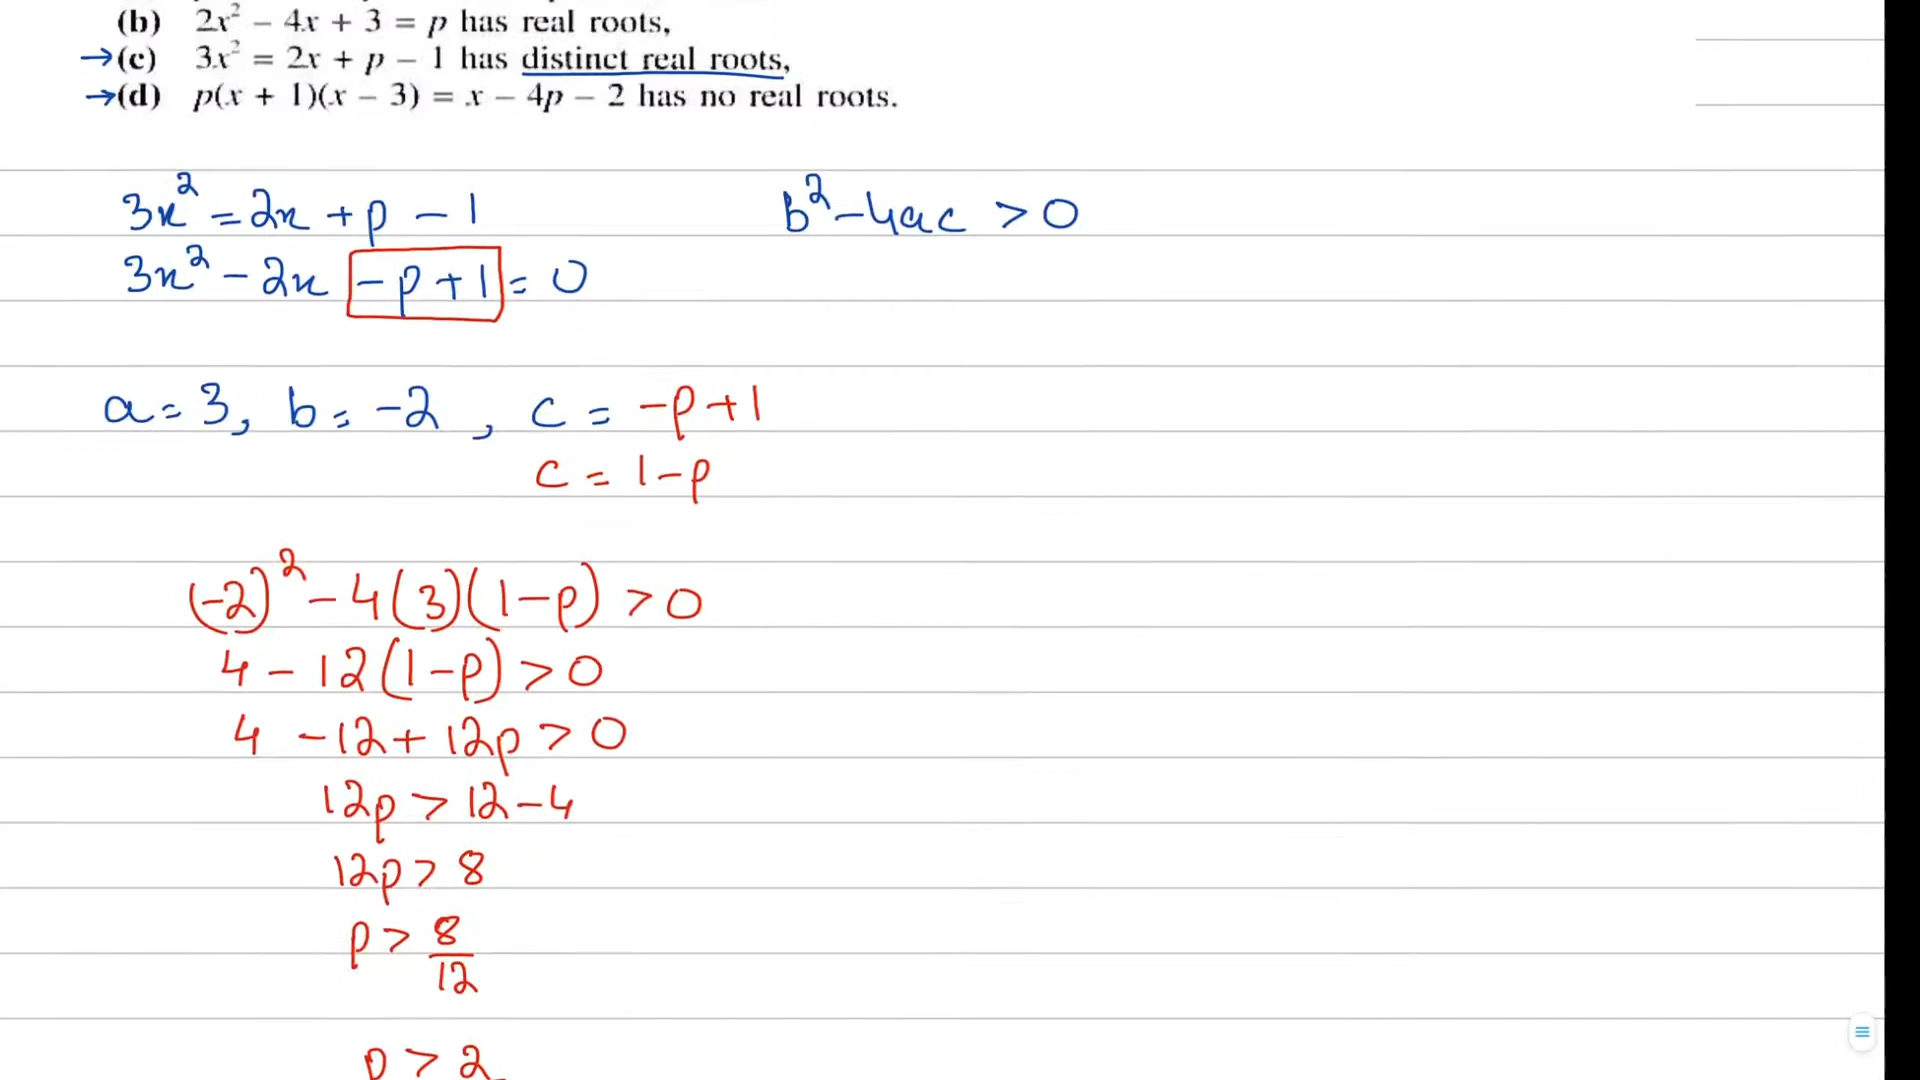 (b) 2x² − 4x + 3 = p has real roots,
→(c) 3x² = 2x + p − 1 has distinct real roots,
→(d) p(x + 1)(x − 3) = x − 4p − 2 has no real roots.
3x² = 2x + p − 1
b² − 4ac > 0
3x² − 2x − p + 1 = 0
a = 3, b = −2, c = −p + 1
c = 1 − p
(−2)² − 4(3)(1 − p) > 0
4 − 12(1 − p) > 0
4 − 12 + 12p > 0
12p > 12 − 4
12p > 8
p > 8/12
p > 2